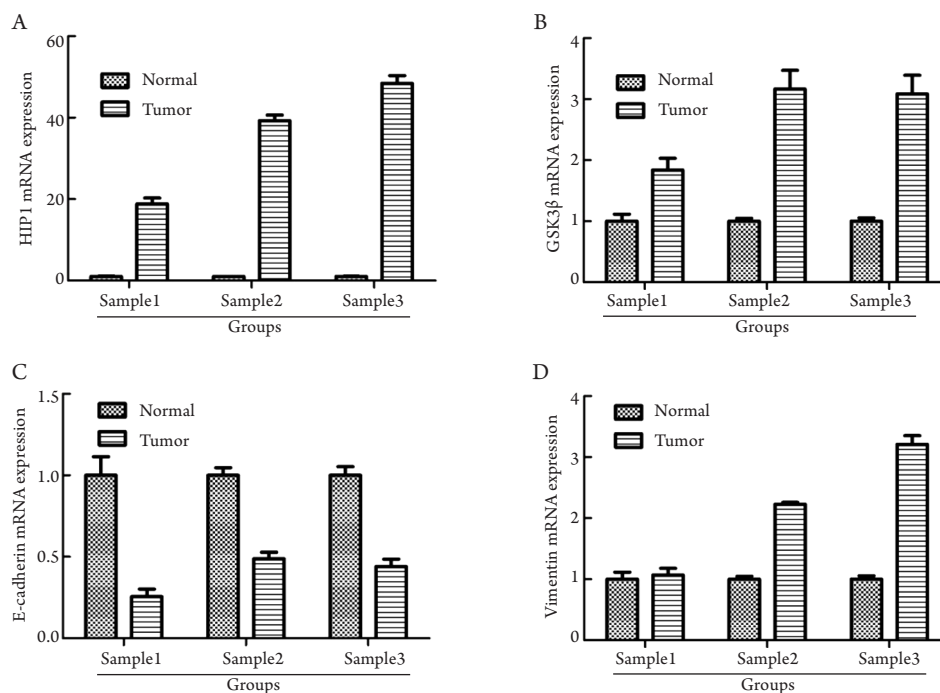 A
HIP1 mRNA expression
60
40
20
0
Normal
Tumor
Sample1 Sample2 Sample3
Groups
B
GSK3β mRNA expression
4
3
2
1
0
Normal
Tumor
Sample1 Sample2 Sample3
Groups
C
E-cadherin mRNA expression
1.5
1.0
0.5
0.0
Normal
Tumor
Sample1 Sample2 Sample3
Groups
D
Vimentin mRNA expression
4
3
2
1
0
Normal
Tumor
Sample1 Sample2 Sample3
Groups